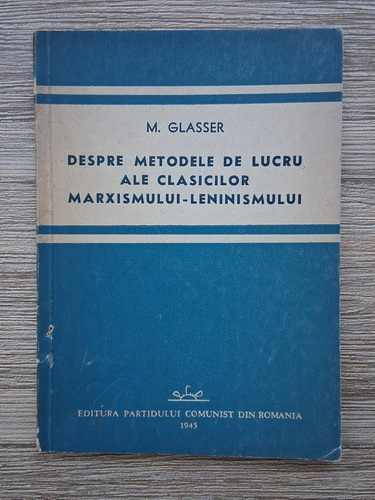 M. GLASSER
DESPRE METODELE DE LUCRU
ALE CLASICILOR
MARXISMULUI-LENINISMULUI
EDITURA PARTIDULUI COMUNIST DIN ROMANIA
1945